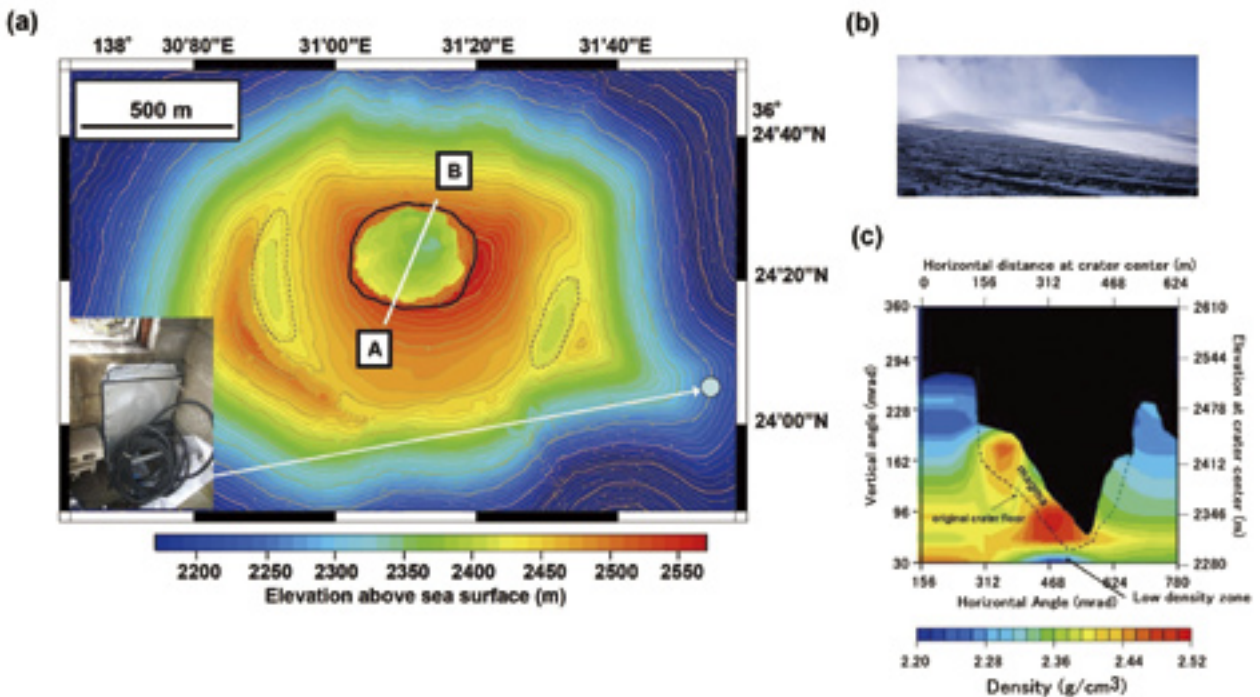 (a)
138° 30'80"E 31'00"E 31'20"E 31'40"E
500 m
36°
24'40"N
24'20"N
24'00"N
B
A
2200 2250 2300 2350 2400 2450 2500 2550
Elevation above sea surface (m)
(b)
(c)
Horizontal distance at crater center (m)
0 156 312 468 624
360
294
228
162
96
30
Vertical angle (mrad)
2610
2544
2478
2412
2346
2280
Elevation at crater center (m)
magma
original crater floor
156 312 468 624 780
Low density zone
Horizontal Angle (mrad)
2.20 2.28 2.36 2.44 2.52
Density (g/cm³)